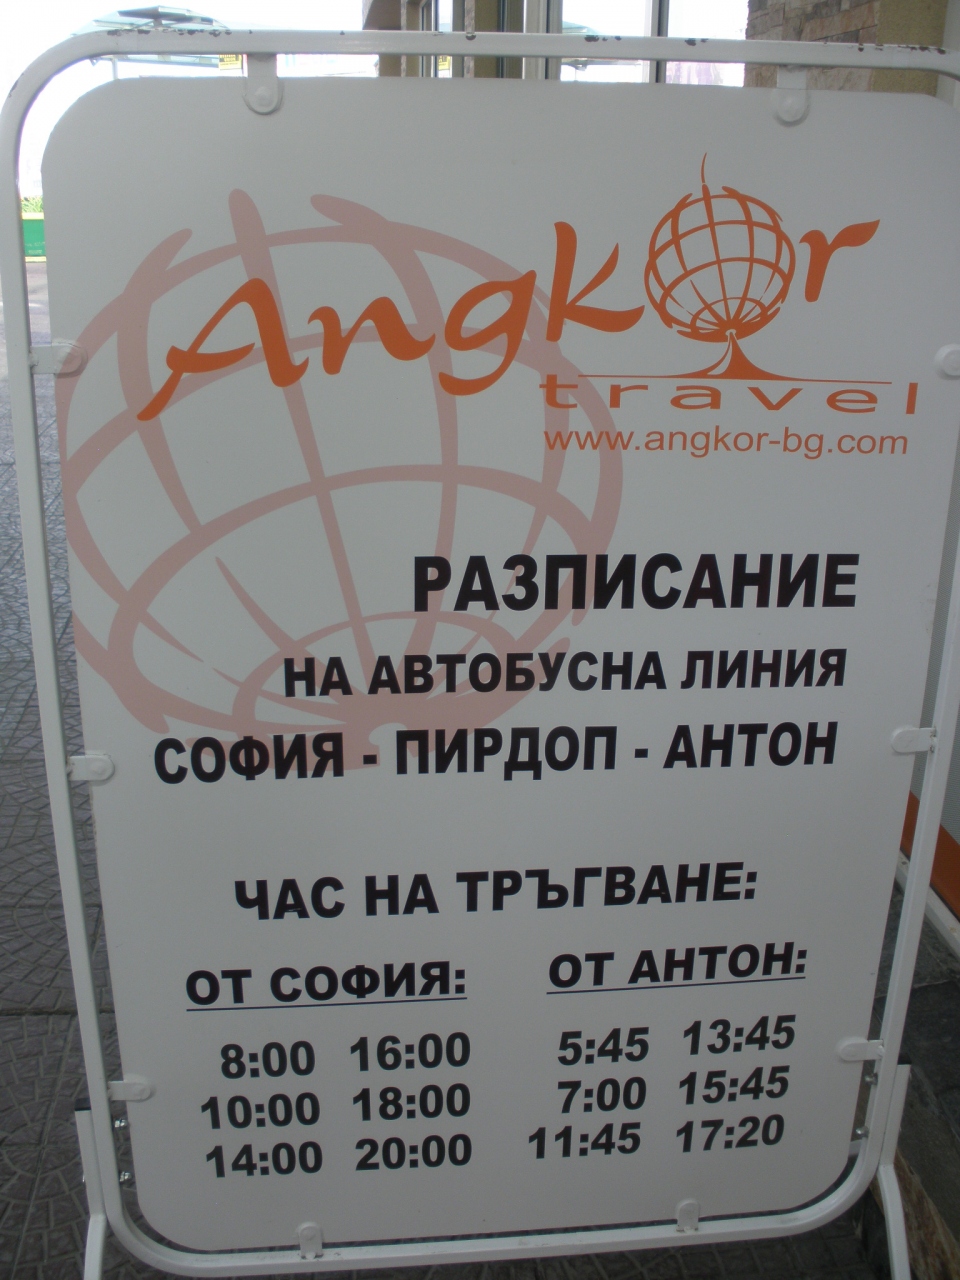 Angkor
travel
www.angkor-bg.com
РАЗПИСАНИЕ
НА АВТОБУСНА ЛИНИЯ
СОФИЯ - ПИРДОП - АНТОН
ЧАС НА ТРЪГВАНЕ:
ОТ СОФИЯ: ОТ АНТОН:
8:00 16:00 5:45 13:45
10:00 18:00 7:00 15:45
14:00 20:00 11:45 17:20